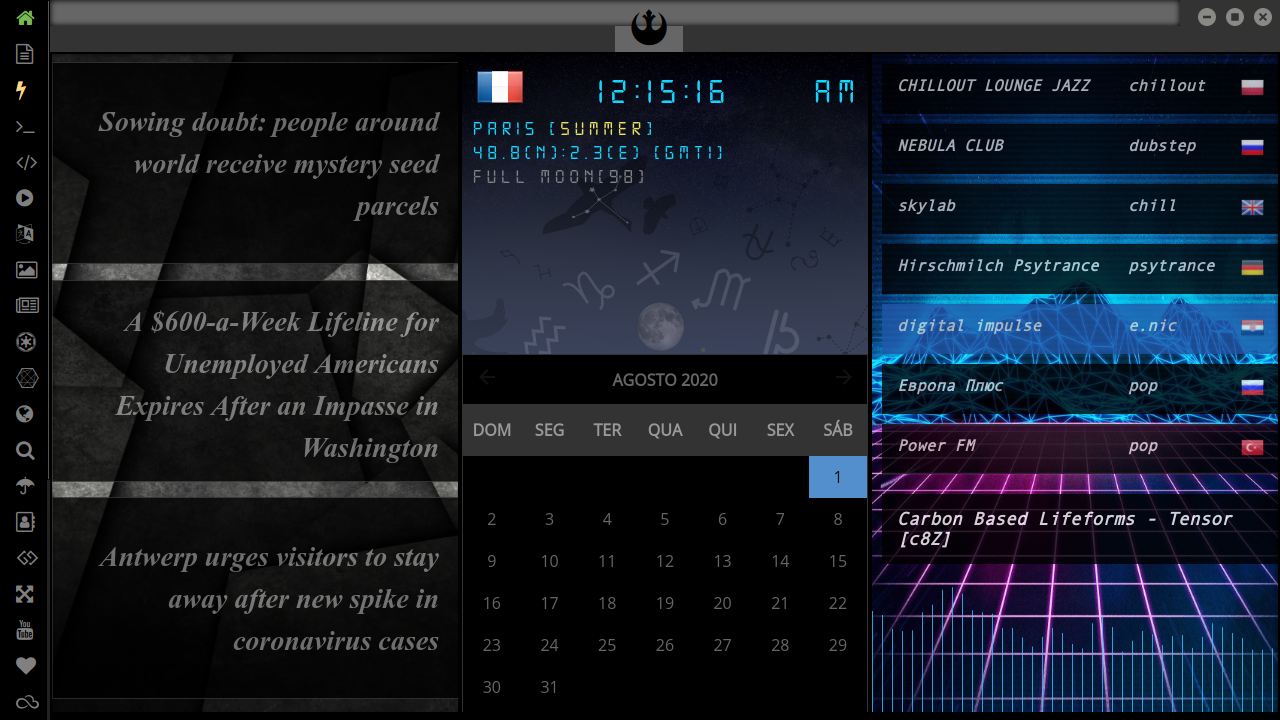 Sowing doubt: people around
world receive mystery seed
parcels
A $600-a-Week Lifeline for
Unemployed Americans
Expires After an Impasse in
Washington
Antwerp urges visitors to stay
away after new spike in
coronavirus cases
12:15:16 AM
PARIS [SUMMER]
48.8(N):2.3(E) [GMT1]
FULL MOON[98]
AGOSTO 2020
DOM SEG TER QUA QUI SEX SÁB
1
2 3 4 5 6 7 8
9 10 11 12 13 14 15
16 17 18 19 20 21 22
23 24 25 26 27 28 29
30 31
CHILLOUT LOUNGE JAZZ chillout
NEBULA CLUB dubstep
skylab chill
Hirschmilch Psytrance psytrance
digital impulse e.nic
Европа Плюс pop
Power FM pop
Carbon Based Lifeforms - Tensor
[c8Z]
You
Tube